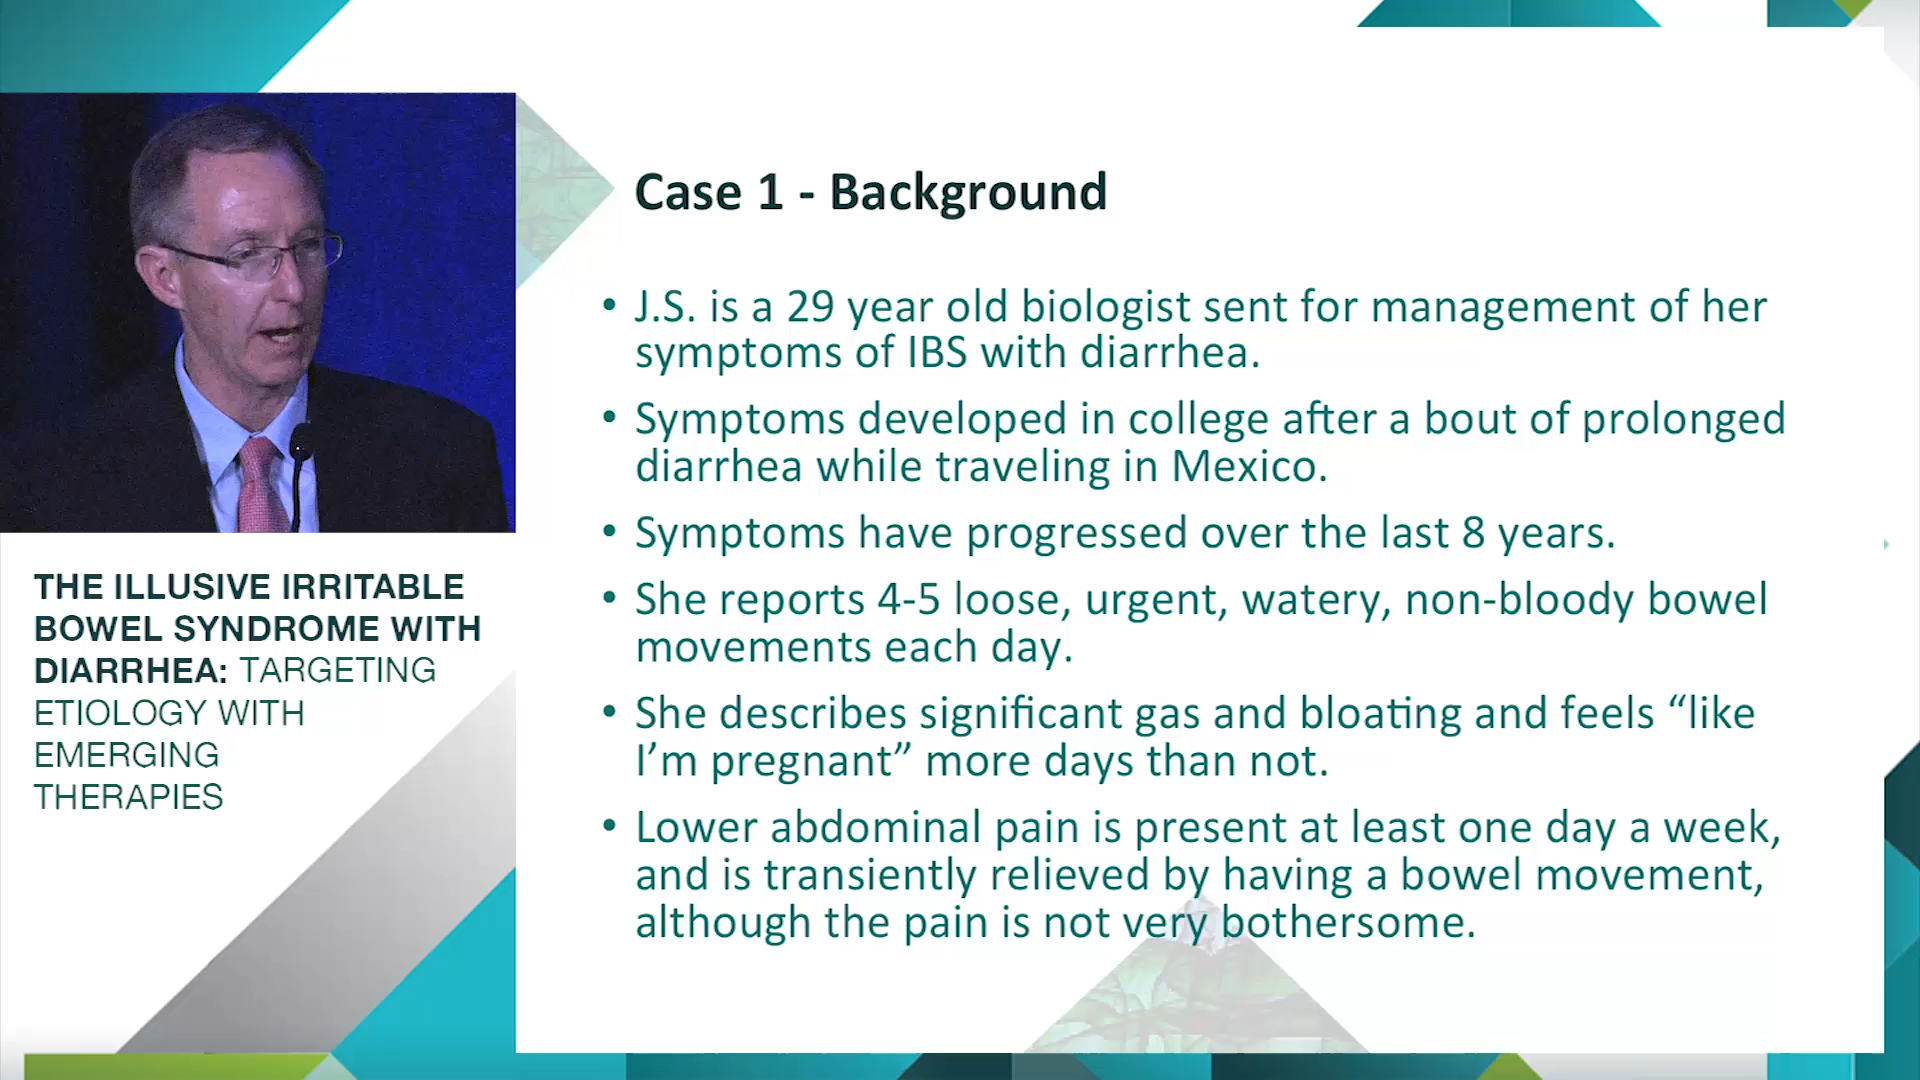 Case 1 - Background
• J.S. is a 29 year old biologist sent for management of her
symptoms of IBS with diarrhea.
• Symptoms developed in college after a bout of prolonged
diarrhea while traveling in Mexico.
• Symptoms have progressed over the last 8 years.
• She reports 4-5 loose, urgent, watery, non-bloody bowel
movements each day.
• She describes significant gas and bloating and feels “like
I’m pregnant” more days than not.
• Lower abdominal pain is present at least one day a week,
and is transiently relieved by having a bowel movement,
although the pain is not very bothersome.
THE ILLUSIVE IRRITABLE
BOWEL SYNDROME WITH
DIARRHEA: TARGETING
ETIOLOGY WITH
EMERGING
THERAPIES